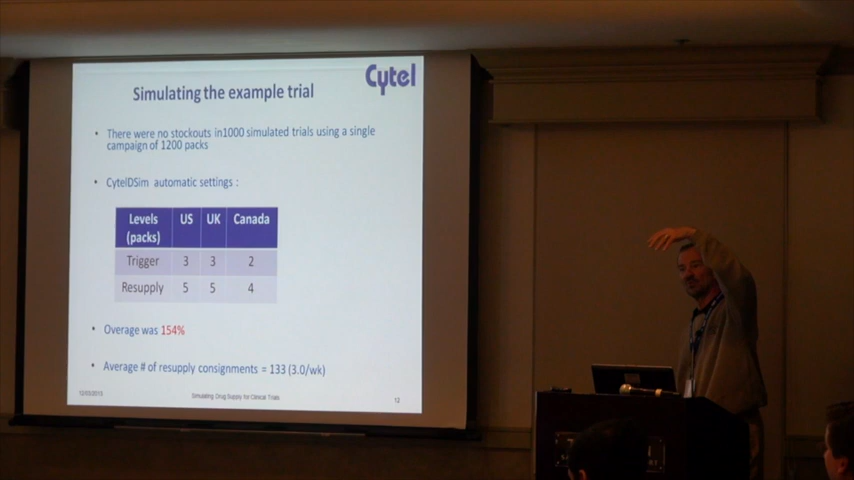 Cytel
Simulating the example trial
• There were no stockouts in1000 simulated trials using a single
campaign of 1200 packs
• CytelDSim automatic settings :
Levels (packs) US UK Canada
Trigger 3 3 2
Resupply 5 5 4
• Overage was 154%
• Average # of resupply consignments = 133 (3.0/wk)
Simulating Drug Supply for Clinical Trials
12